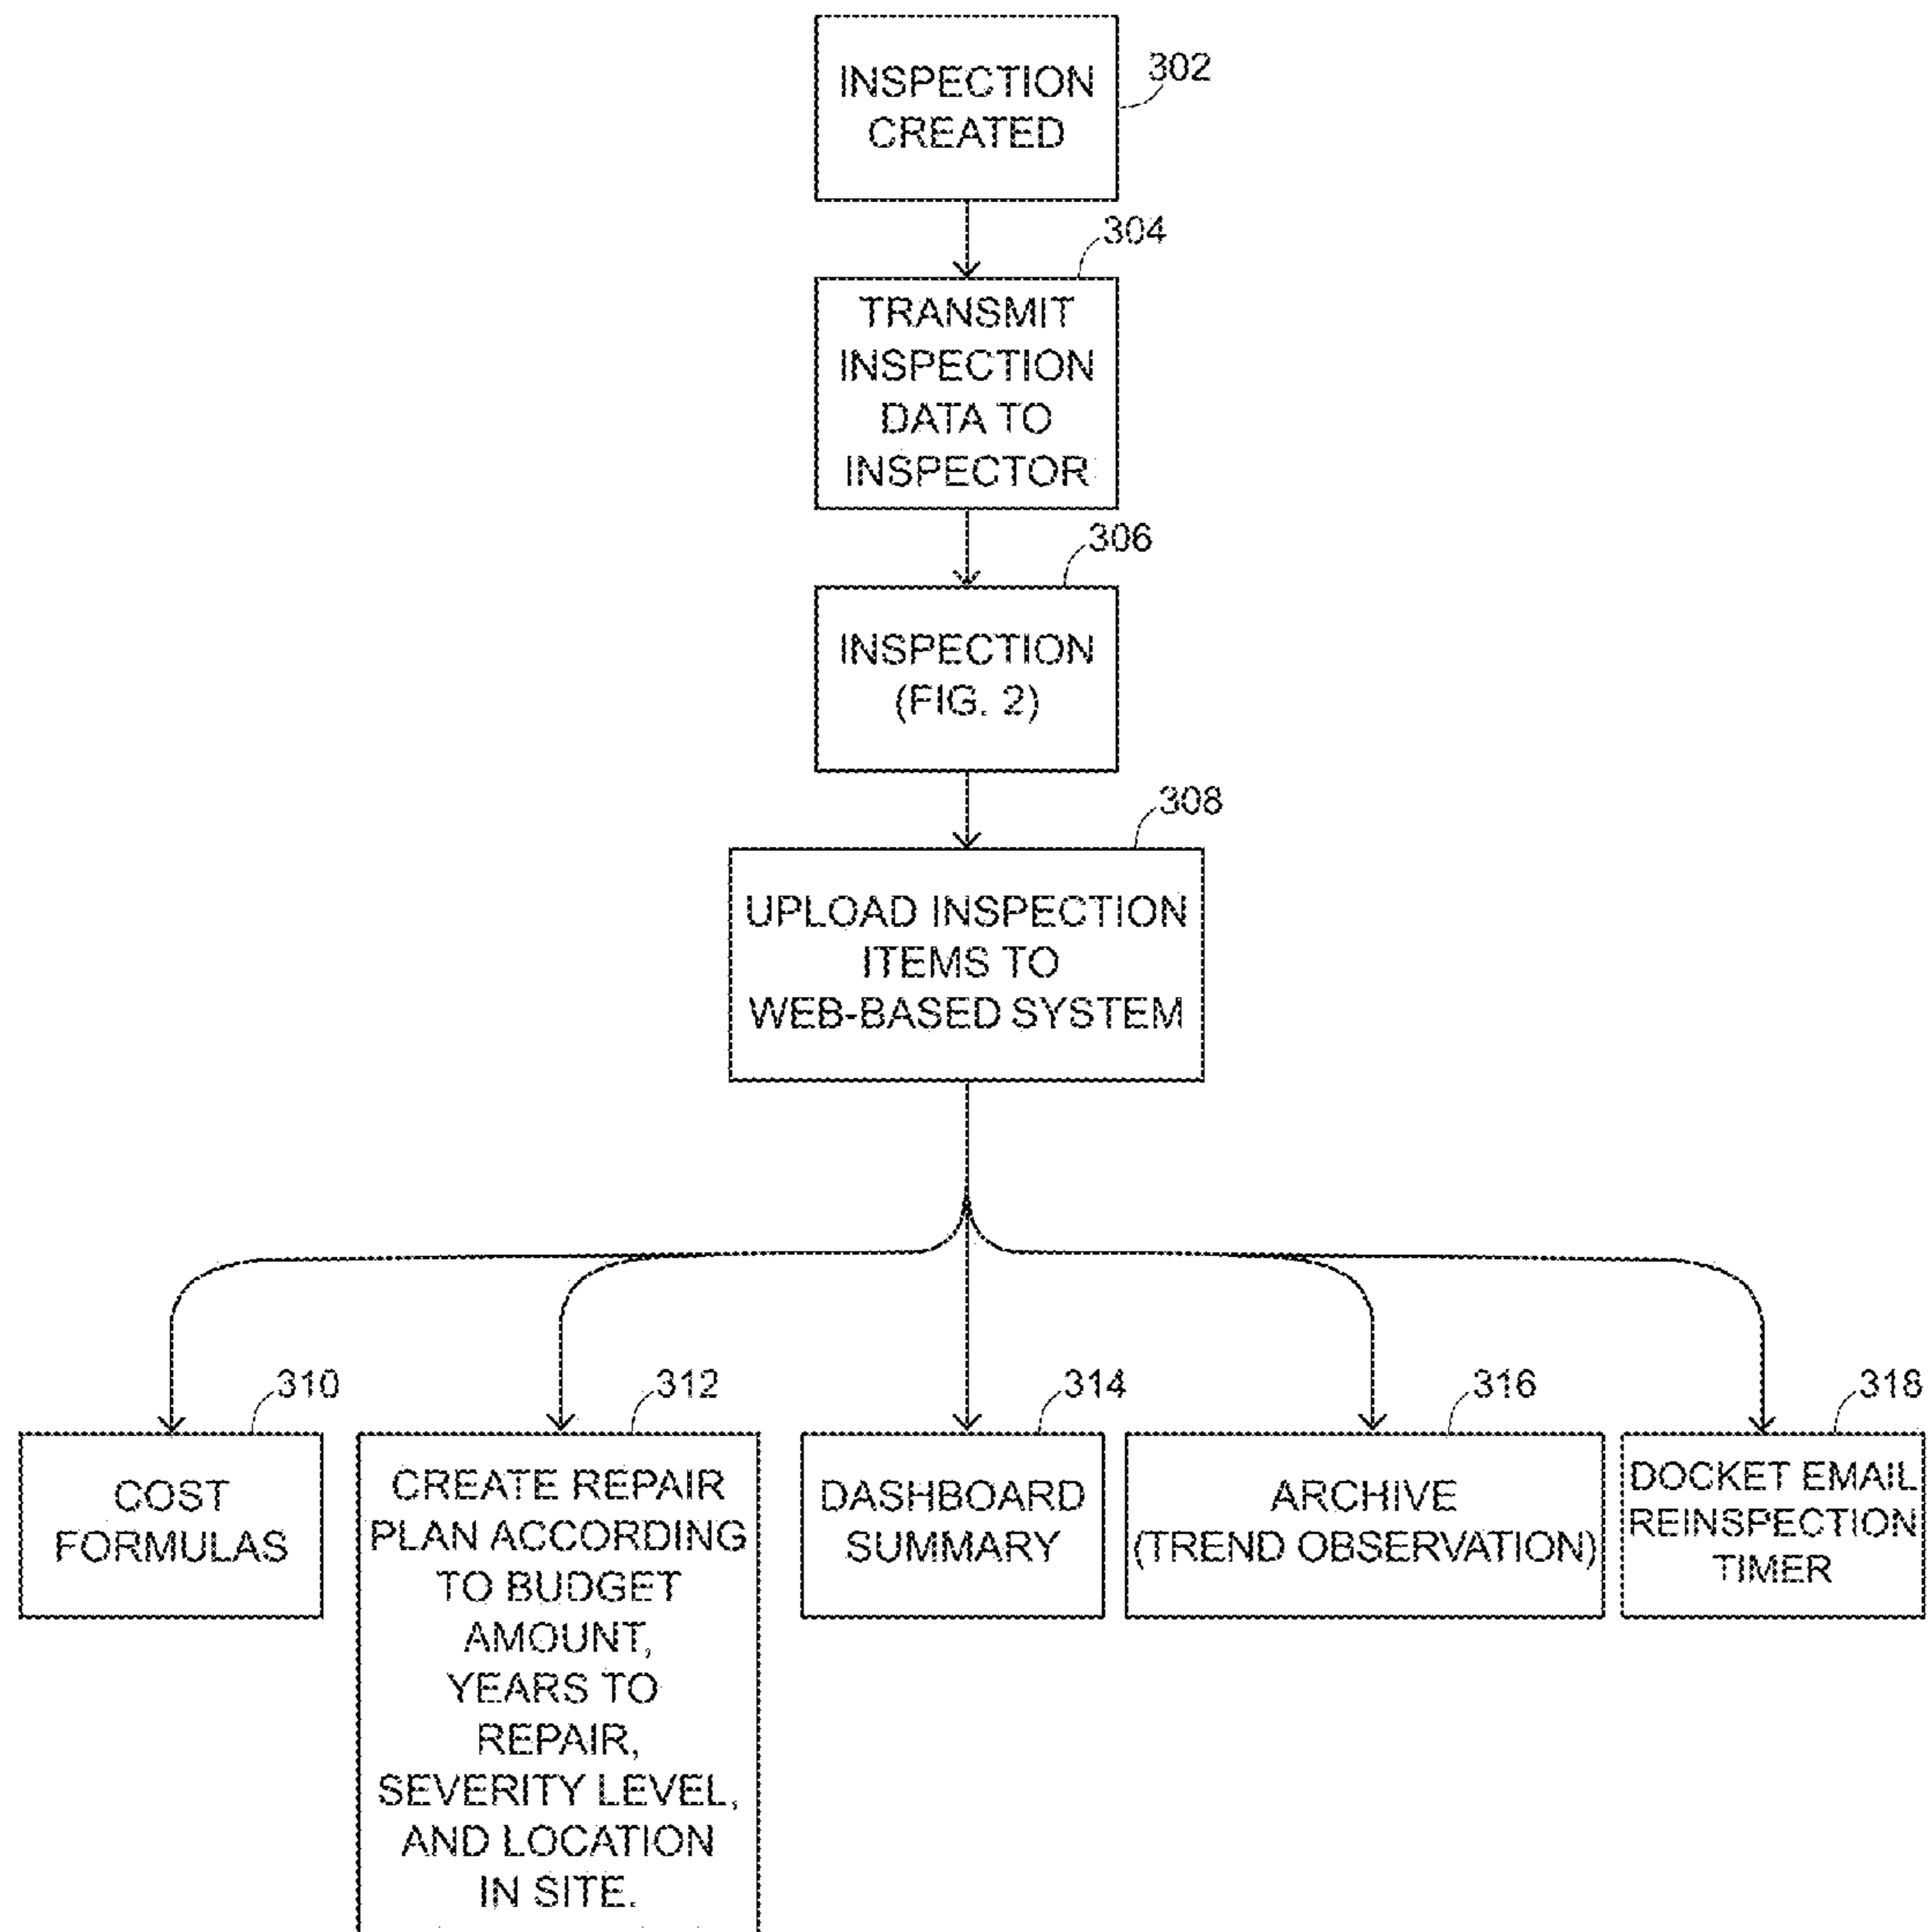 INSPECTION
CREATED
302
304
TRANSMIT
INSPECTION
DATA TO
INSPECTOR
306
INSPECTION
(FIG. 2)
308
UPLOAD INSPECTION
ITEMS TO
WEB-BASED SYSTEM
310
COST
FORMULAS
312
CREATE REPAIR
PLAN ACCORDING
TO BUDGET
AMOUNT,
YEARS TO
REPAIR,
SEVERITY LEVEL,
AND LOCATION
IN SITE.
314
DASHBOARD
SUMMARY
316
ARCHIVE
(TREND OBSERVATION)
318
DOCKET EMAIL
REINSPECTION
TIMER